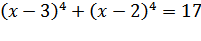 (x − 3)⁴ + (x − 2)⁴ = 17